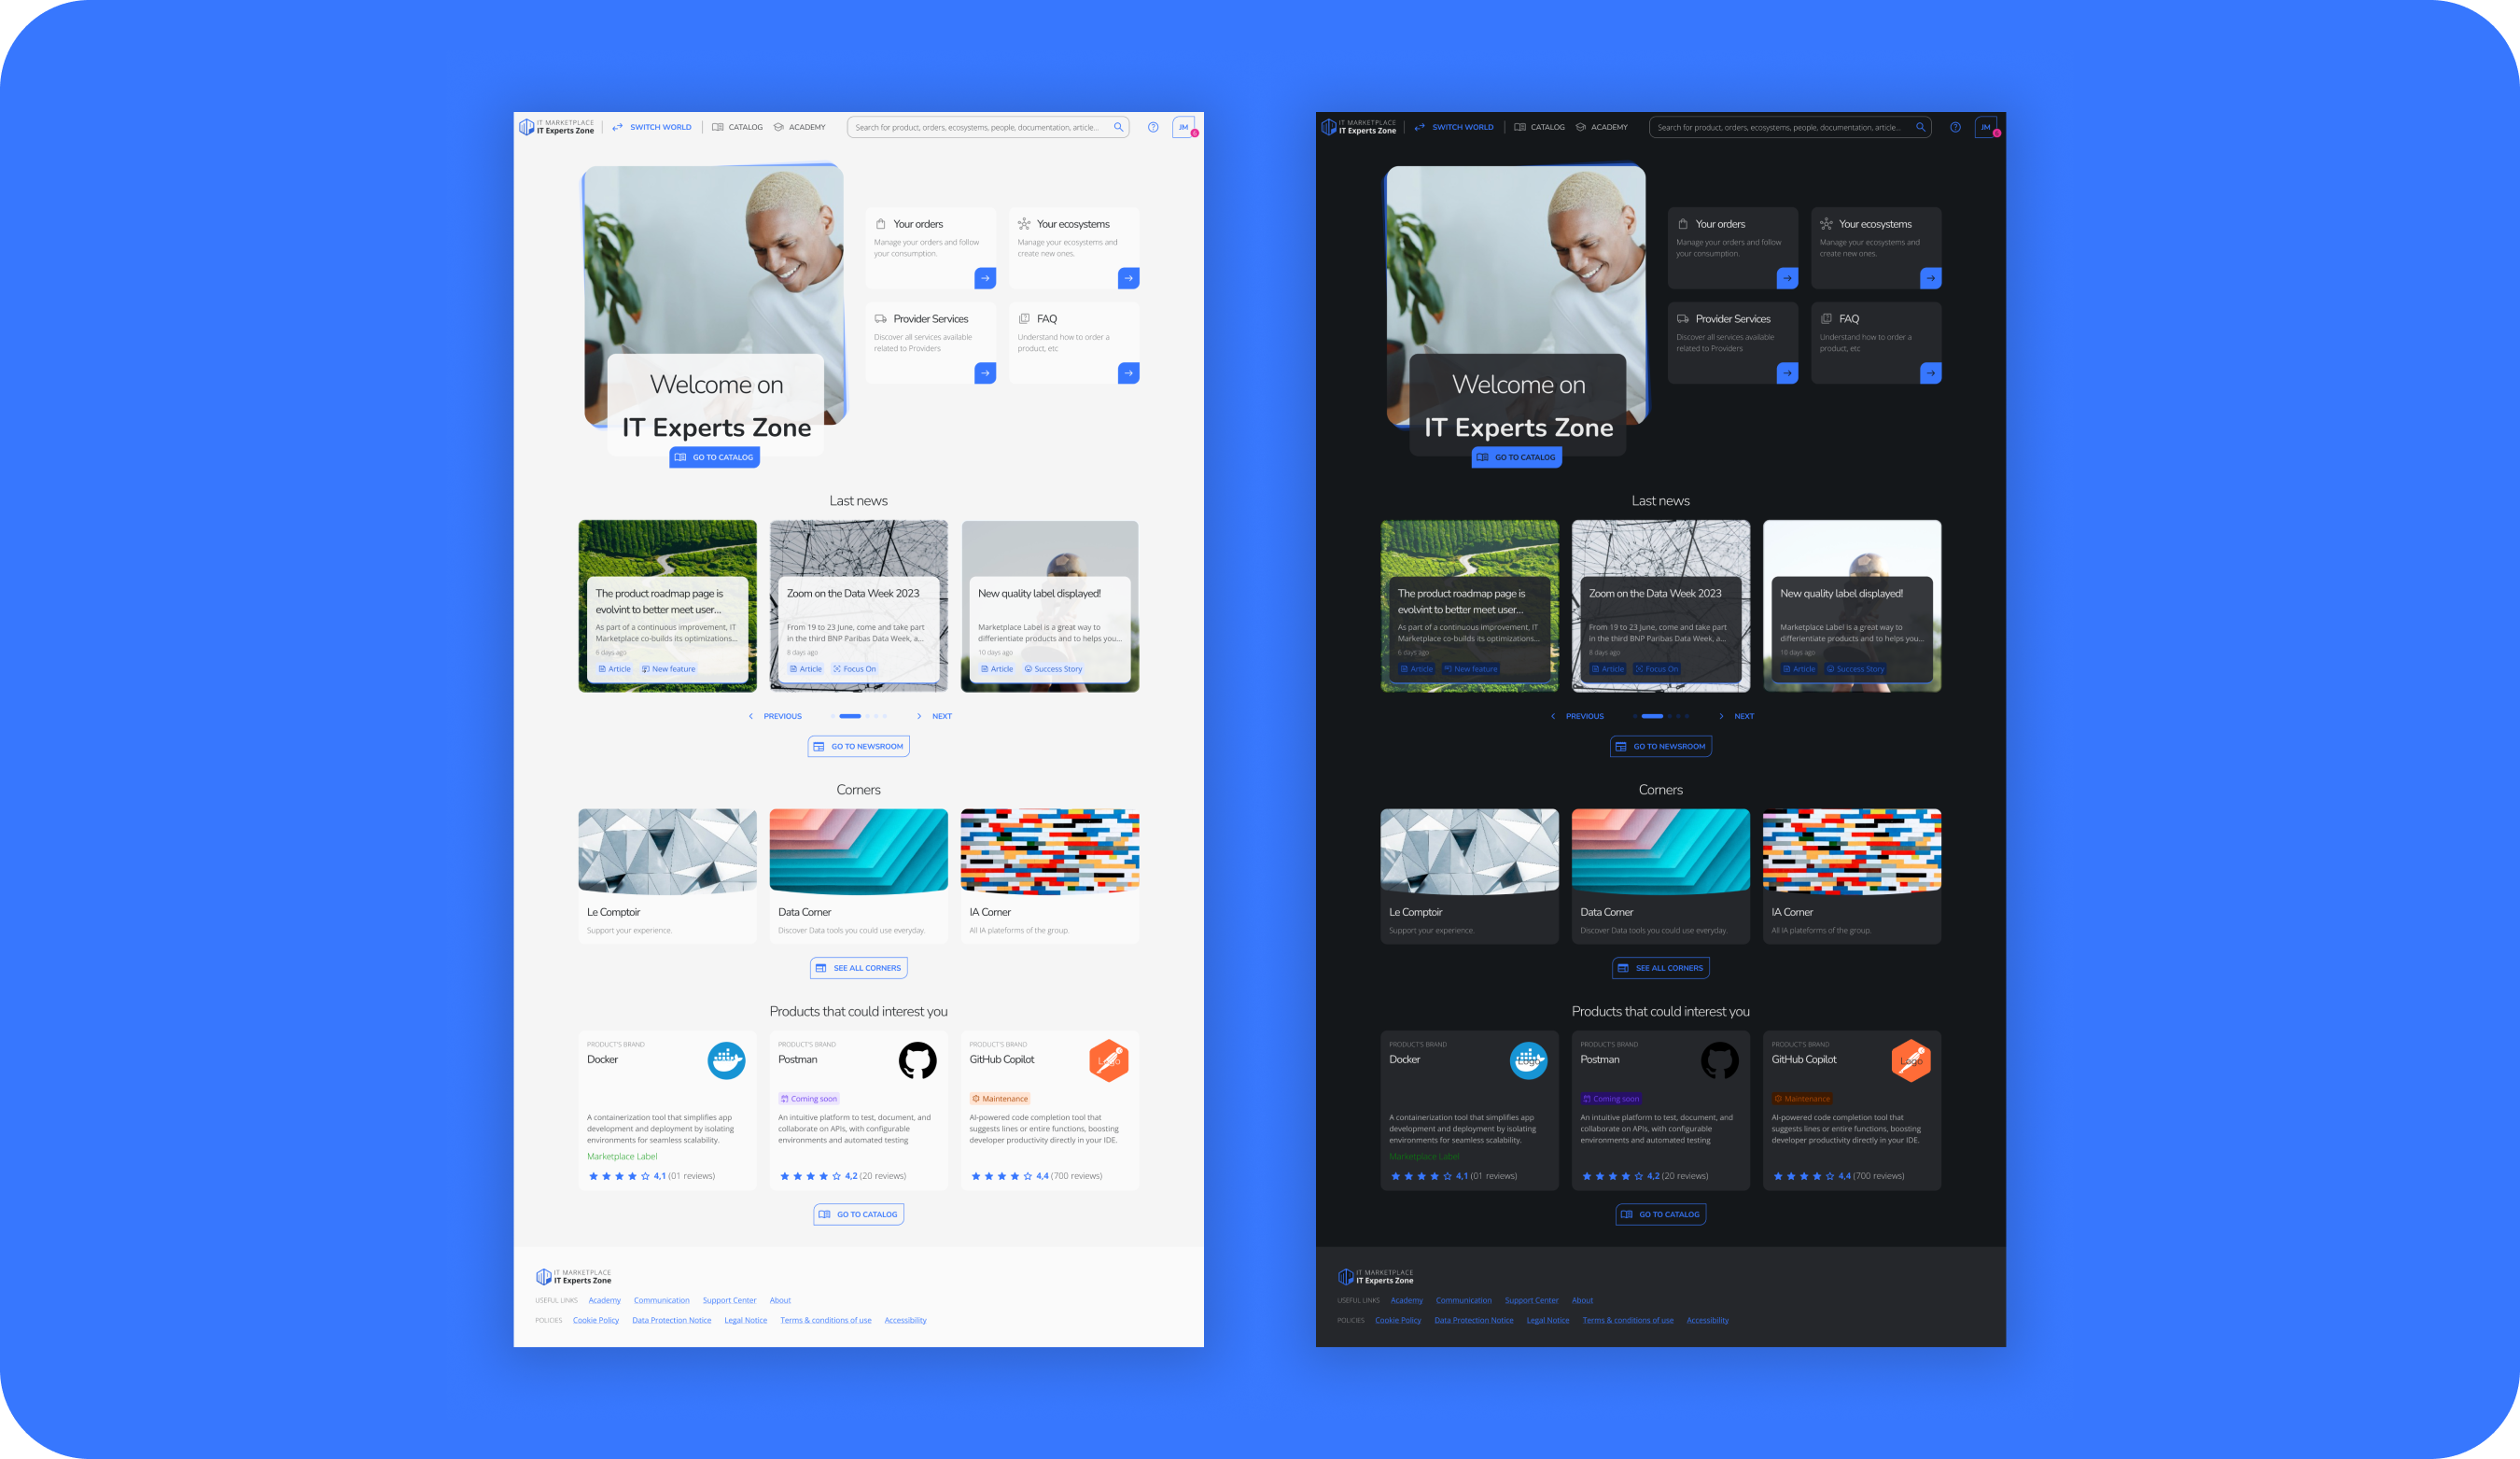 IT MARKETPLACE
IT Experts Zone
SWITCH WORLD
CATALOG
ACADEMY
Search for product, orders, ecosystems, people, documentation, article...
JM
6
Your orders
Manage your orders and follow
your consumption.
Your ecosystems
Manage your ecosystems and
create new ones.
Provider Services
Discover all services available
related to Providers
FAQ
Understand how to order a
product, etc
Welcome on
IT Experts Zone
GO TO CATALOG
Last news
The product roadmap page is
evolvint to better meet user...
As part of a continuous improvement, IT
Marketplace co-builds its optimizations...
6 days ago
Article
New feature
Zoom on the Data Week 2023
From 19 to 23 June, come and take part
in the third BNP Paribas Data Week, a...
8 days ago
Article
Focus On
New quality label displayed!
Marketplace Label is a great way to
differientiate products and to helps you...
10 days ago
Article
Success Story
PREVIOUS
NEXT
GO TO NEWSROOM
Corners
Le Comptoir
Support your experience.
Data Corner
Discover Data tools you could use everyday.
IA Corner
All IA plateforms of the group.
SEE ALL CORNERS
Products that could interest you
PRODUCT'S BRAND
Docker
A containerization tool that simplifies app
development and deployment by isolating
environments for seamless scalability.
Marketplace Label
4,1 (01 reviews)
PRODUCT'S BRAND
Postman
Coming soon
An intuitive platform to test, document, and
collaborate on APIs, with configurable
environments and automated testing
4,2 (20 reviews)
PRODUCT'S BRAND
GitHub Copilot
Logo
Maintenance
AI-powered code completion tool that
suggests lines or entire functions, boosting
developer productivity directly in your IDE.
4,4 (700 reviews)
GO TO CATALOG
IT MARKETPLACE
IT Experts Zone
USEFUL LINKS Academy Communication Support Center About
POLICIES Cookie Policy Data Protection Notice Legal Notice Terms & conditions of use Accessibility
IT MARKETPLACE
IT Experts Zone
SWITCH WORLD
CATALOG
ACADEMY
Search for product, orders, ecosystems, people, documentation, article...
JM
6
Your orders
Manage your orders and follow
your consumption.
Your ecosystems
Manage your ecosystems and
create new ones.
Provider Services
Discover all services available
related to Providers
FAQ
Understand how to order a
product, etc
Welcome on
IT Experts Zone
GO TO CATALOG
Last news
The product roadmap page is
evolvint to better meet user...
As part of a continuous improvement, IT
Marketplace co-builds its optimizations...
6 days ago
Article
New feature
Zoom on the Data Week 2023
From 19 to 23 June, come and take part
in the third BNP Paribas Data Week, a...
8 days ago
Article
Focus On
New quality label displayed!
Marketplace Label is a great way to
differientiate products and to helps you...
10 days ago
Article
Success Story
PREVIOUS
NEXT
GO TO NEWSROOM
Corners
Le Comptoir
Support your experience.
Data Corner
Discover Data tools you could use everyday.
IA Corner
All IA plateforms of the group.
SEE ALL CORNERS
Products that could interest you
PRODUCT'S BRAND
Docker
Logo
A containerization tool that simplifies app
development and deployment by isolating
environments for seamless scalability.
Marketplace Label
4,1 (01 reviews)
PRODUCT'S BRAND
Postman
Coming soon
An intuitive platform to test, document, and
collaborate on APIs, with configurable
environments and automated testing
4,2 (20 reviews)
PRODUCT'S BRAND
GitHub Copilot
Logo
Maintenance
AI-powered code completion tool that
suggests lines or entire functions, boosting
developer productivity directly in your IDE.
4,4 (700 reviews)
GO TO CATALOG
IT MARKETPLACE
IT Experts Zone
USEFUL LINKS Academy Communication Support Center About
POLICIES Cookie Policy Data Protection Notice Legal Notice Terms & conditions of use Accessibility